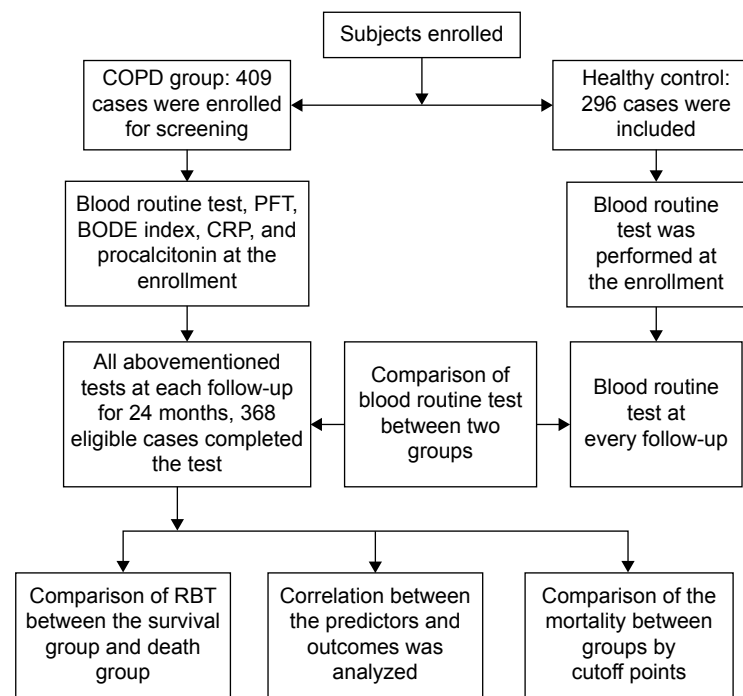 Subjects enrolled
COPD group: 409
cases were enrolled
for screening
Healthy control:
296 cases were
included
Blood routine test, PFT,
BODE index, CRP, and
procalcitonin at the
enrollment
Blood routine
test was
performed at
the enrollment
All abovementioned
tests at each follow-up
for 24 months, 368
eligible cases completed
the test
Comparison of
blood routine test
between two
groups
Blood routine
test at
every follow-up
Comparison of RBT
between the survival
group and death
group
Correlation between
the predictors and
outcomes was
analyzed
Comparison of the
mortality between
groups by
cutoff points